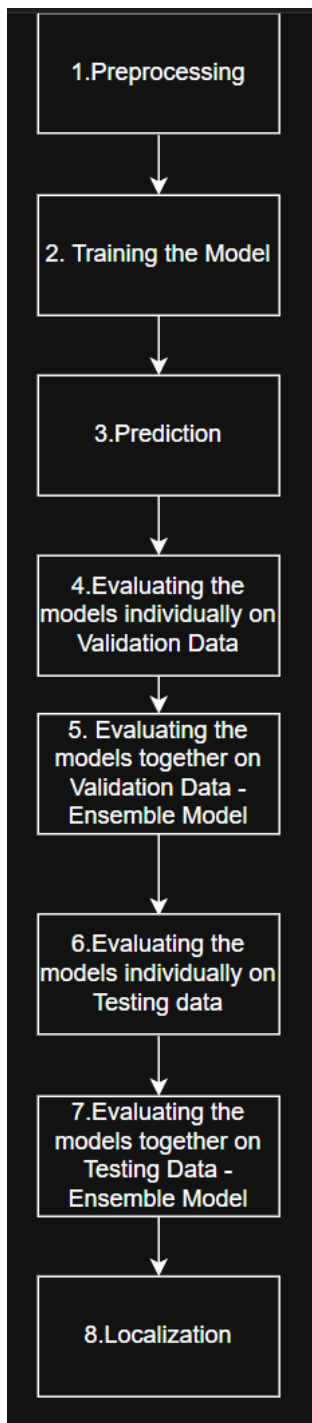 1.Preprocessing
2. Training the Model
3.Prediction
4.Evaluating the
models individually on
Validation Data
5. Evaluating the
models together on
Validation Data -
Ensemble Model
6.Evaluating the
models individually on
Testing data
7.Evaluating the
models together on
Testing Data -
Ensemble Model
8.Localization